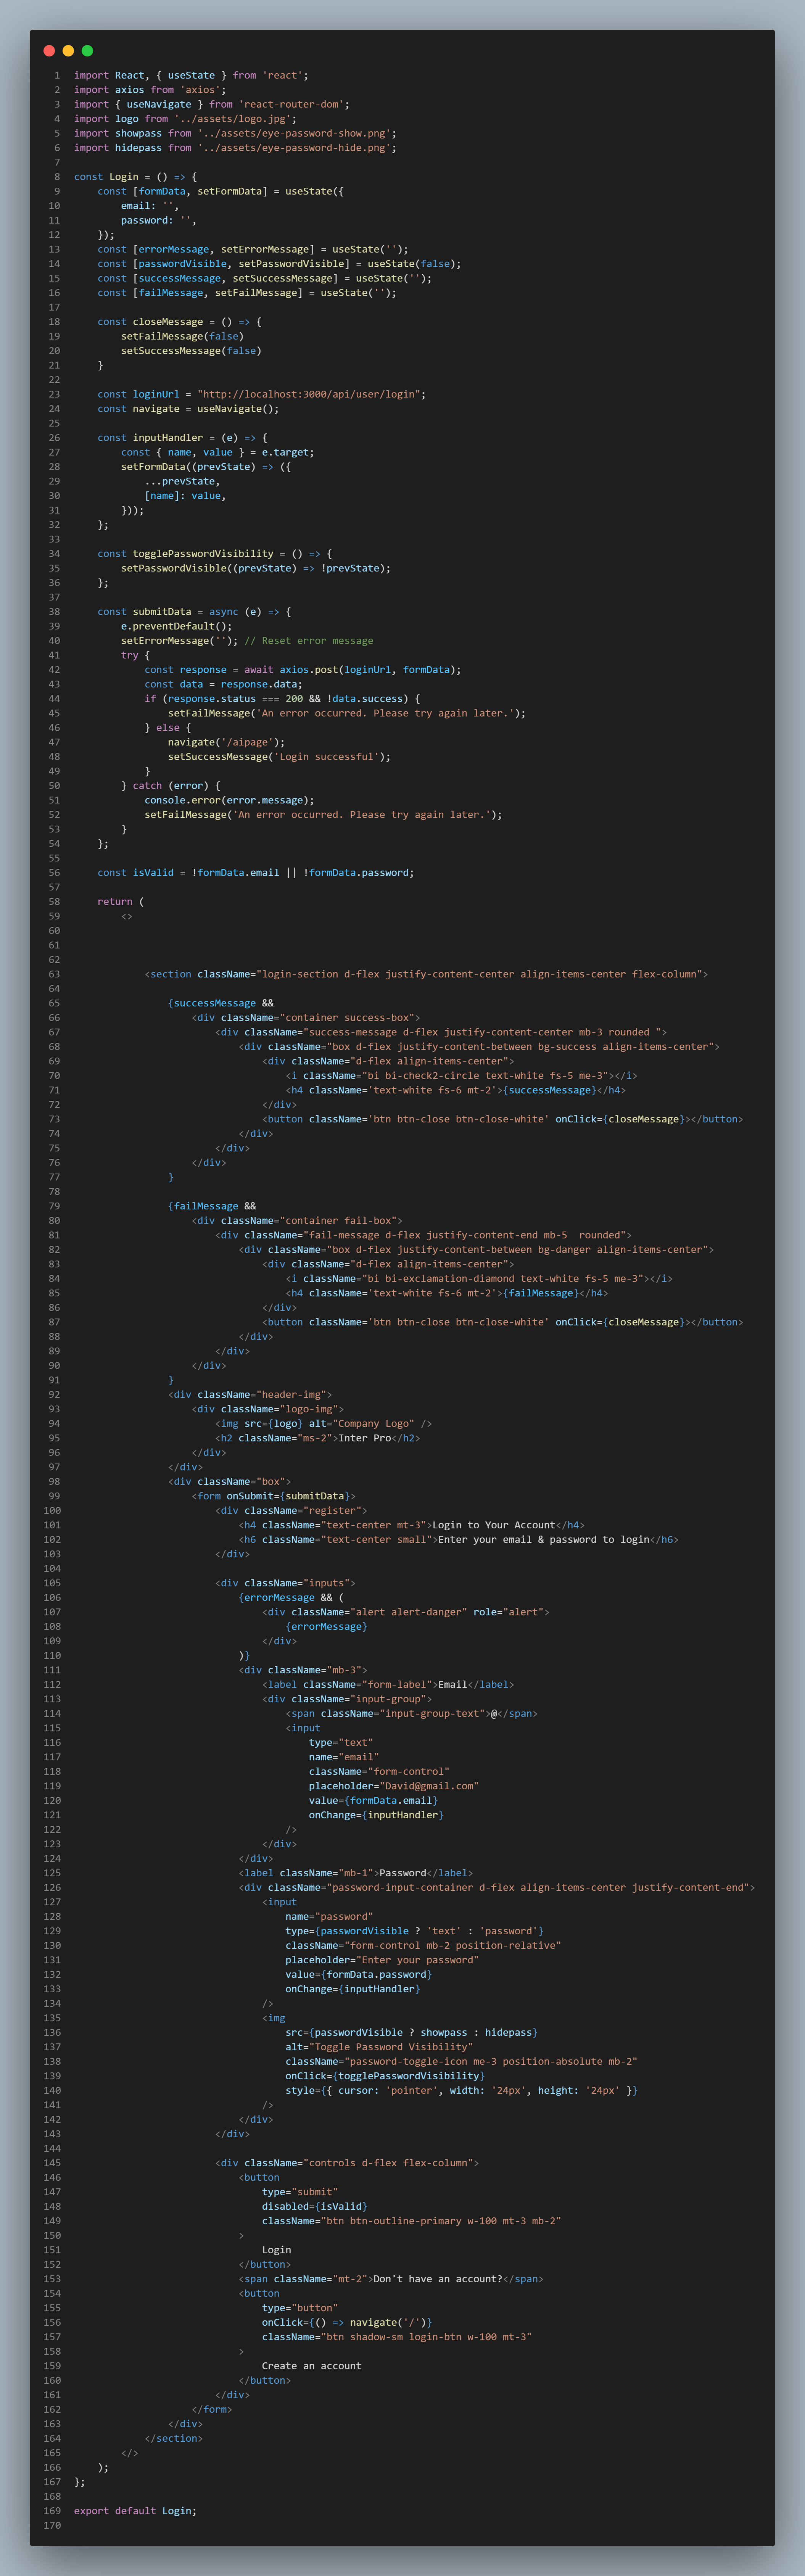 1 import React, { useState } from 'react';
2 import axios from 'axios';
3 import { useNavigate } from 'react-router-dom';
4 import logo from '../assets/logo.jpg';
5 import showpass from '../assets/eye-password-show.png';
6 import hidepass from '../assets/eye-password-hide.png';
7
8 const Login = () => {
9     const [formData, setFormData] = useState({
10         email: '',
11         password: '',
12     });
13     const [errorMessage, setErrorMessage] = useState('');
14     const [passwordVisible, setPasswordVisible] = useState(false);
15     const [successMessage, setSuccessMessage] = useState('');
16     const [failMessage, setFailMessage] = useState('');
17
18     const closeMessage = () => {
19         setFailMessage(false)
20         setSuccessMessage(false)
21     }
22
23     const loginUrl = "http://localhost:3000/api/user/login";
24     const navigate = useNavigate();
25
26     const inputHandler = (e) => {
27         const { name, value } = e.target;
28         setFormData((prevState) => ({
29             ...prevState,
30             [name]: value,
31         }));
32     };
33
34     const togglePasswordVisibility = () => {
35         setPasswordVisible((prevState) => !prevState);
36     };
37
38     const submitData = async (e) => {
39         e.preventDefault();
40         setErrorMessage(''); // Reset error message
41         try {
42             const response = await axios.post(loginUrl, formData);
43             const data = response.data;
44             if (response.status === 200 && !data.success) {
45                 setFailMessage('An error occurred. Please try again later.');
46             } else {
47                 navigate('/aipage');
48                 setSuccessMessage('Login successful');
49             }
50         } catch (error) {
51             console.error(error.message);
52             setFailMessage('An error occurred. Please try again later.');
53         }
54     };
55
56     const isValid = !formData.email || !formData.password;
57
58     return (
59         <>
60
61
62
63             <section className="login-section d-flex justify-content-center align-items-center flex-column">
64
65                 {successMessage &&
66                     <div className="container success-box">
67                         <div className="success-message d-flex justify-content-center mb-3 rounded ">
68                             <div className="box d-flex justify-content-between bg-success align-items-center">
69                                 <div className="d-flex align-items-center">
70                                     <i className="bi bi-check2-circle text-white fs-5 me-3"></i>
71                                     <h4 className='text-white fs-6 mt-2'>{successMessage}</h4>
72                                 </div>
73                                 <button className='btn btn-close btn-close-white' onClick={closeMessage}></button>
74                             </div>
75                         </div>
76                     </div>
77                 }
78
79                 {failMessage &&
80                     <div className="container fail-box">
81                         <div className="fail-message d-flex justify-content-end mb-5  rounded">
82                             <div className="box d-flex justify-content-between bg-danger align-items-center">
83                                 <div className="d-flex align-items-center">
84                                     <i className="bi bi-exclamation-diamond text-white fs-5 me-3"></i>
85                                     <h4 className='text-white fs-6 mt-2'>{failMessage}</h4>
86                                 </div>
87                                 <button className='btn btn-close btn-close-white' onClick={closeMessage}></button>
88                             </div>
89                         </div>
90                     </div>
91                 }
92                 <div className="header-img">
93                     <div className="logo-img">
94                         <img src={logo} alt="Company Logo" />
95                         <h2 className="ms-2">Inter Pro</h2>
96                     </div>
97                 </div>
98                 <div className="box">
99                     <form onSubmit={submitData}>
100                         <div className="register">
101                             <h4 className="text-center mt-3">Login to Your Account</h4>
102                             <h6 className="text-center small">Enter your email & password to login</h6>
103                         </div>
104
105                         <div className="inputs">
106                             {errorMessage && (
107                                 <div className="alert alert-danger" role="alert">
108                                     {errorMessage}
109                                 </div>
110                             )}
111                             <div className="mb-3">
112                                 <label className="form-label">Email</label>
113                                 <div className="input-group">
114                                     <span className="input-group-text">@</span>
115                                     <input
116                                         type="text"
117                                         name="email"
118                                         className="form-control"
119                                         placeholder="David@gmail.com"
120                                         value={formData.email}
121                                         onChange={inputHandler}
122                                     />
123                                 </div>
124                             </div>
125                             <label className="mb-1">Password</label>
126                             <div className="password-input-container d-flex align-items-center justify-content-end">
127                                 <input
128                                     name="password"
129                                     type={passwordVisible ? 'text' : 'password'}
130                                     className="form-control mb-2 position-relative"
131                                     placeholder="Enter your password"
132                                     value={formData.password}
133                                     onChange={inputHandler}
134                                 />
135                                 <img
136                                     src={passwordVisible ? showpass : hidepass}
137                                     alt="Toggle Password Visibility"
138                                     className="password-toggle-icon me-3 position-absolute mb-2"
139                                     onClick={togglePasswordVisibility}
140                                     style={{ cursor: 'pointer', width: '24px', height: '24px' }}
141                                 />
142                             </div>
143                         </div>
144
145                         <div className="controls d-flex flex-column">
146                             <button
147                                 type="submit"
148                                 disabled={isValid}
149                                 className="btn btn-outline-primary w-100 mt-3 mb-2"
150                             >
151                                 Login
152                             </button>
153                             <span className="mt-2">Don't have an account?</span>
154                             <button
155                                 type="button"
156                                 onClick={() => navigate('/')}
157                                 className="btn shadow-sm login-btn w-100 mt-3"
158                             >
159                                 Create an account
160                             </button>
161                         </div>
162                     </form>
163                 </div>
164             </section>
165         </>
166     );
167 };
168
169 export default Login;
170